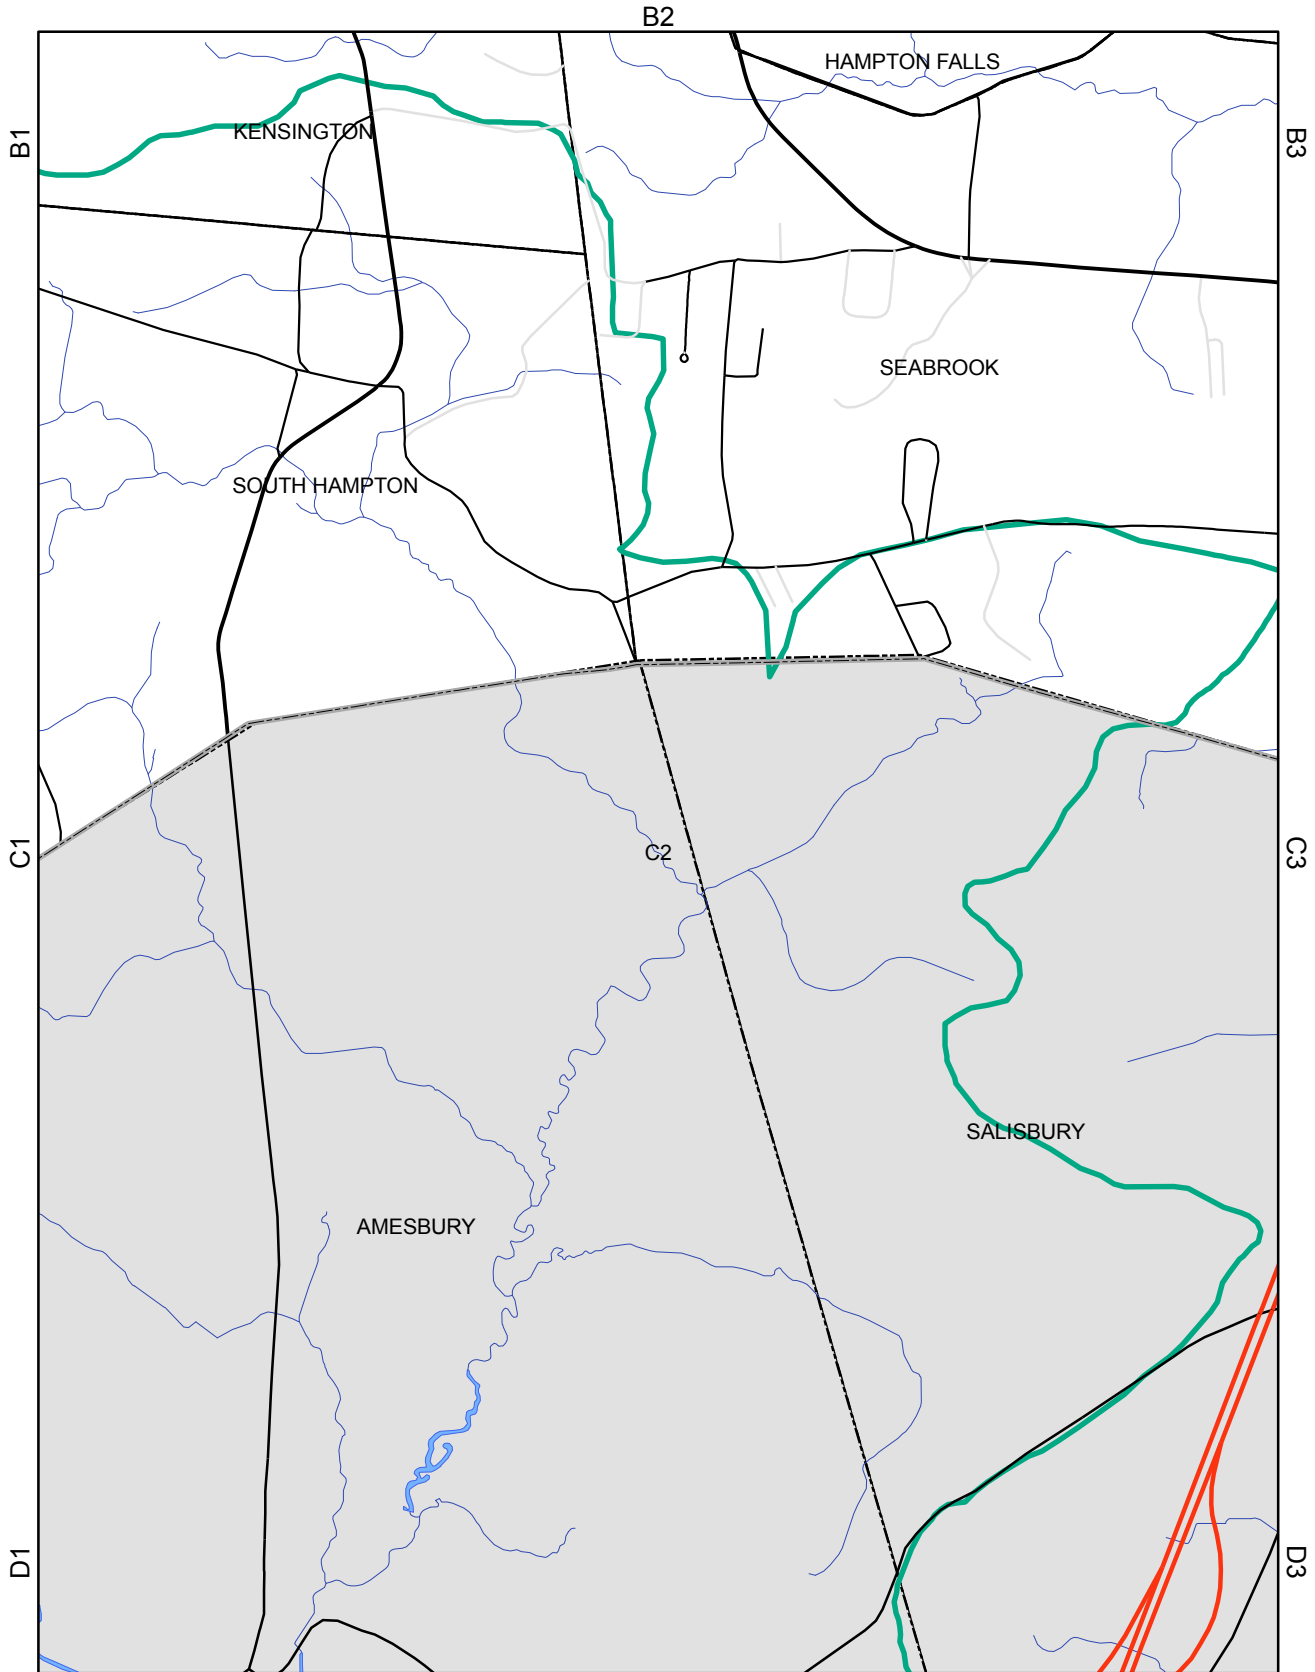 B2
HAMPTON FALLS
KENSINGTON
B1
B3
SEABROOK
SOUTH HAMPTON
C1
C2
C3
SALISBURY
AMESBURY
D1
D3